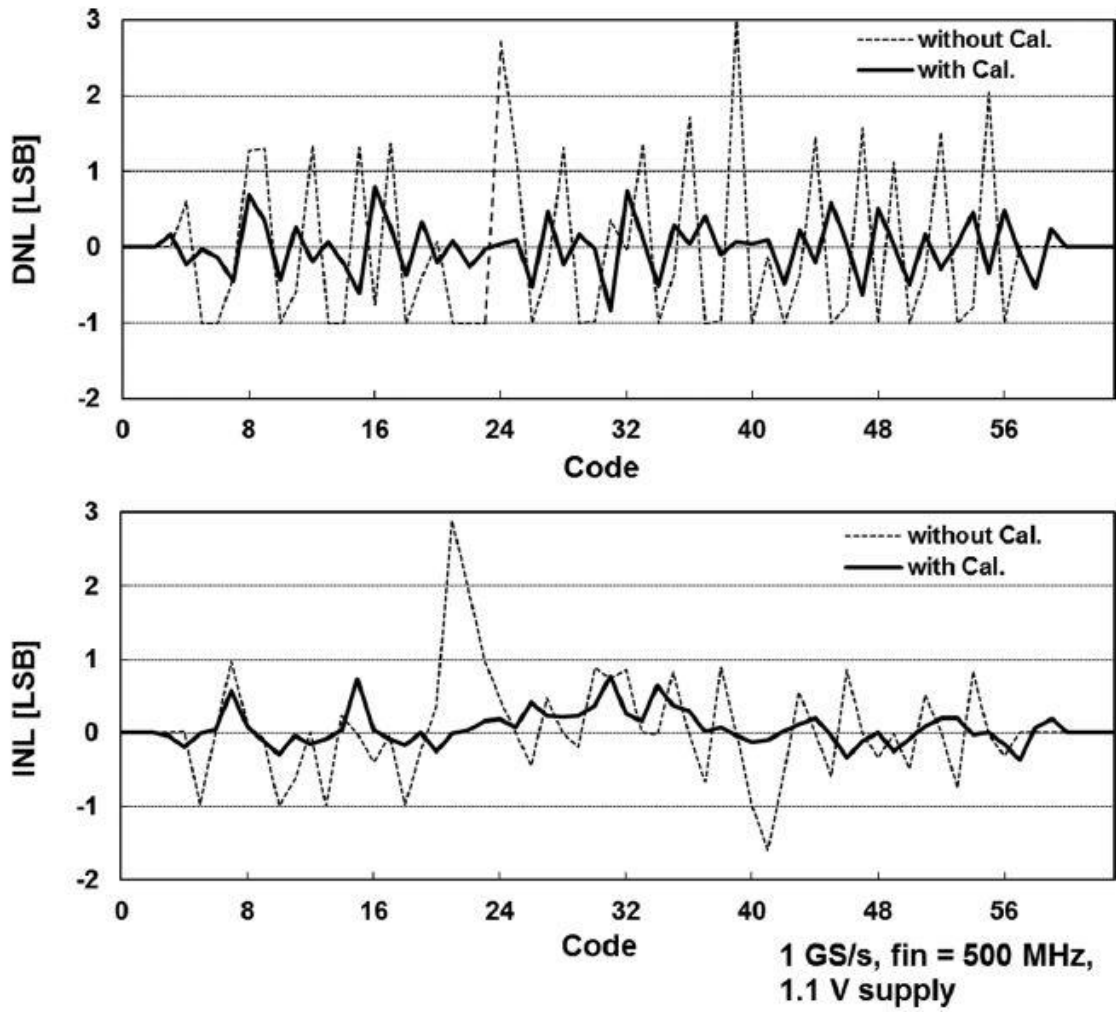 3
without Cal.
with Cal.
2
1
0
-1
-2
DNL [LSB]
0 8 16 24 32 40 48 56
Code
3
without Cal.
with Cal.
2
1
0
-1
-2
INL [LSB]
0 8 16 24 32 40 48 56
Code
1 GS/s, fin = 500 MHz,
1.1 V supply